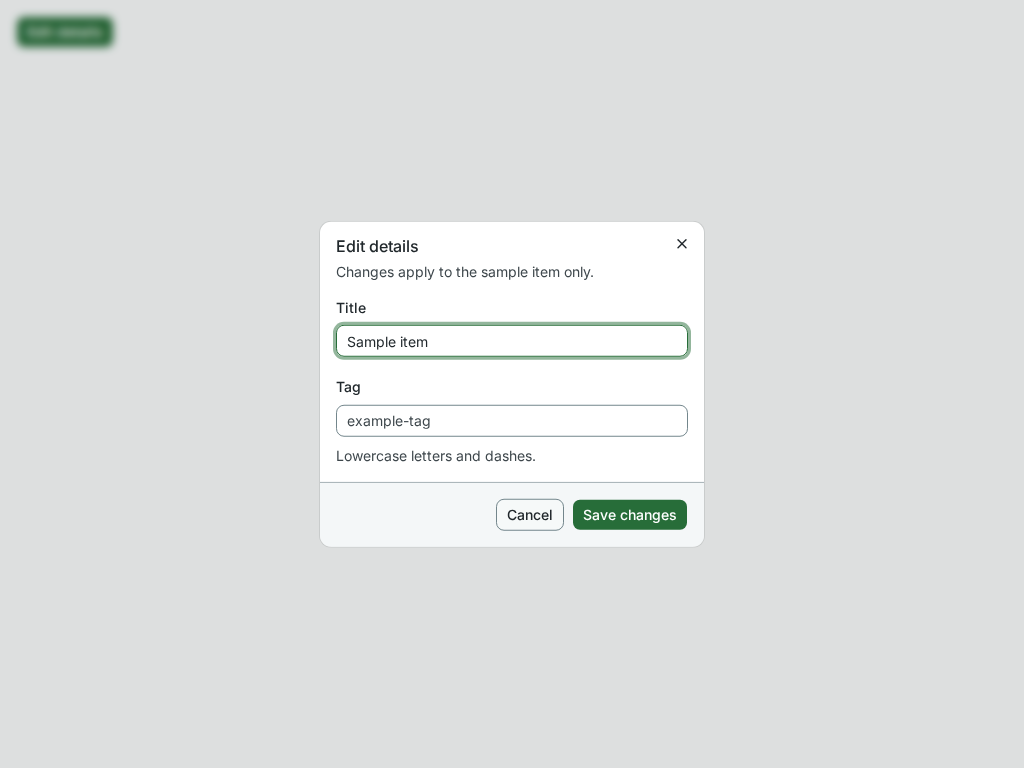 Edit details
Changes apply to the sample item only.
Title
Sample item
Tag
example-tag
Lowercase letters and dashes.
Cancel
Save changes